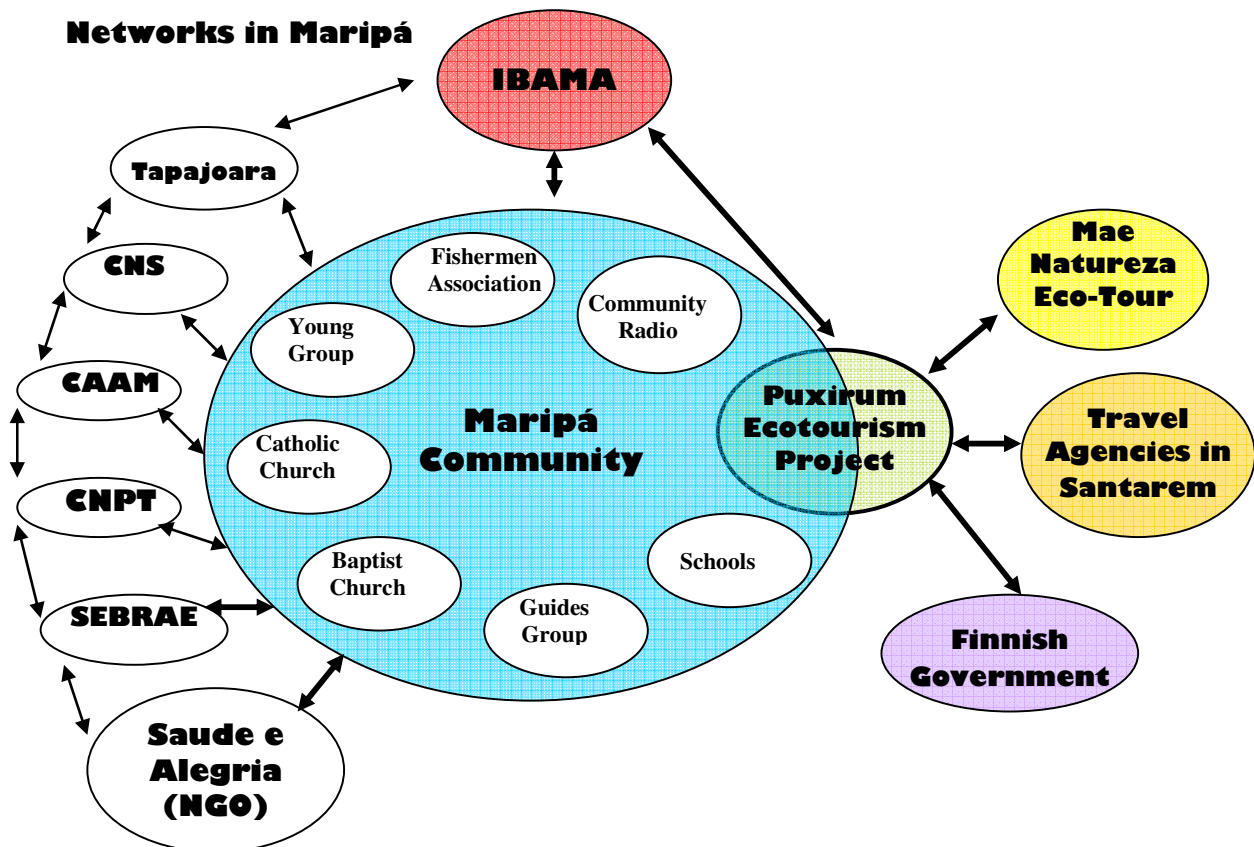 Networks in Maripá
IBAMA
Tapajoara
CNS
CAAM
CNPT
SEBRAE
Saude e
Alegria
(NGO)
Fishermen
Association
Community
Radio
Young
Group
Catholic
Church
Maripá
Community
Baptist
Church
Guides
Group
Schools
Puxirum
Ecotourism
Project
Mae
Natureza
Eco-Tour
Travel
Agencies in
Santarem
Finnish
Government